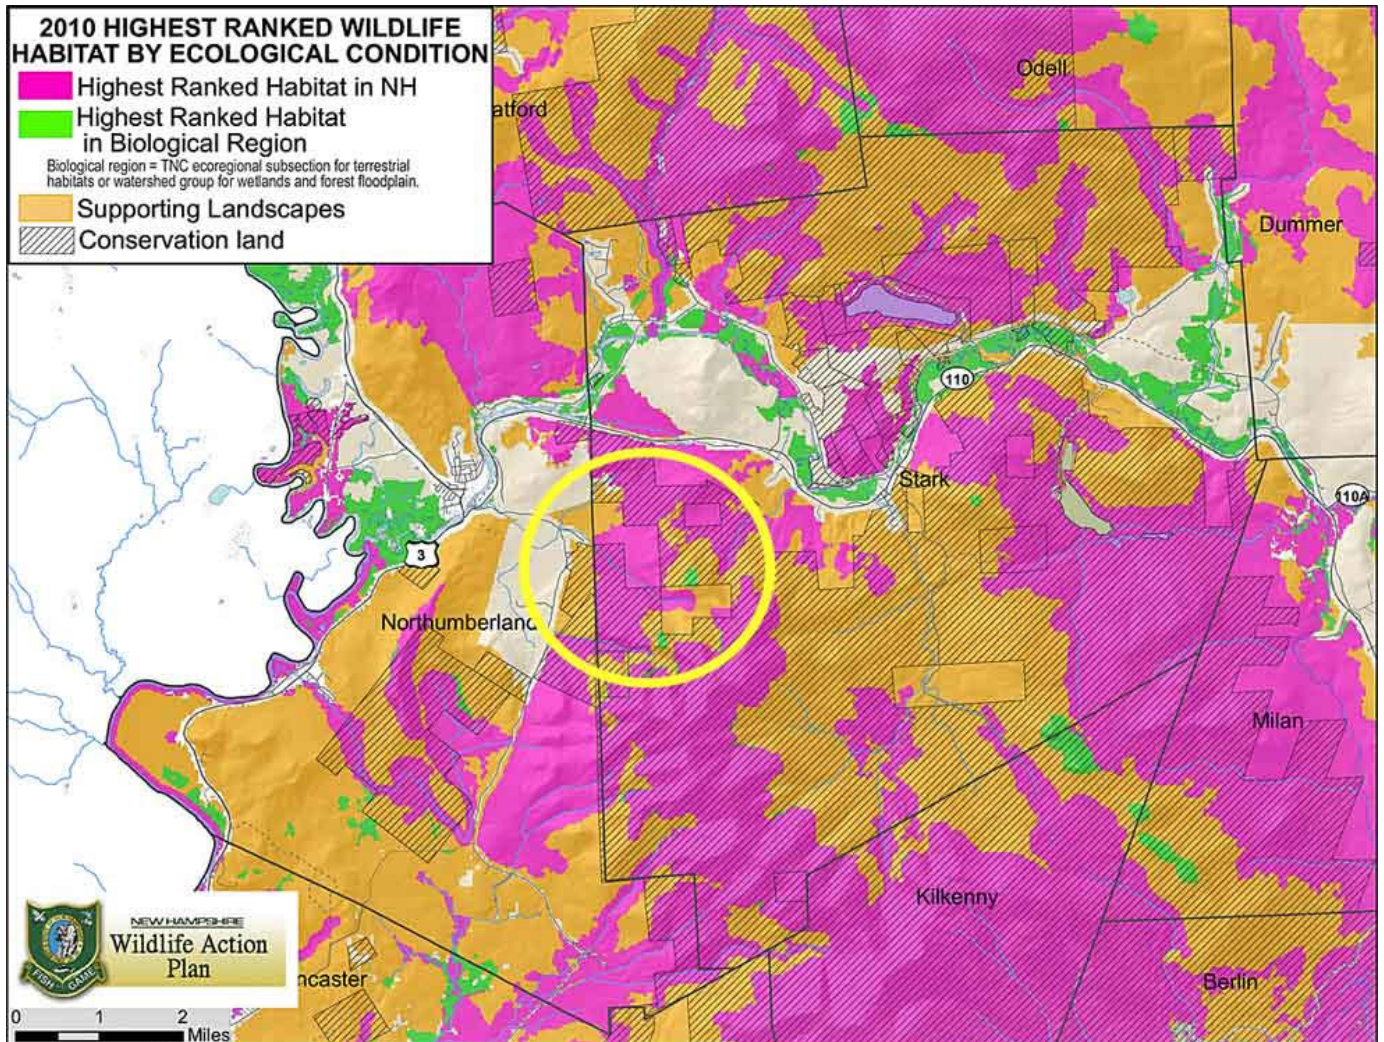 2010 HIGHEST RANKED WILDLIFE
HABITAT BY ECOLOGICAL CONDITION
Highest Ranked Habitat in NH
Highest Ranked Habitat
in Biological Region
Biological region = TNC ecoregional subsection for terrestrial
habitats or watershed group for wetlands and forest floodplain.
Supporting Landscapes
Conservation land
atford
Odell
Dummer
110
Stark
110A
3
Northumberland
Milan
Kilkenny
NEW HAMPSHIRE
Wildlife Action
Plan
FISH GAME
ncaster
Berlin
0 1 2
Miles